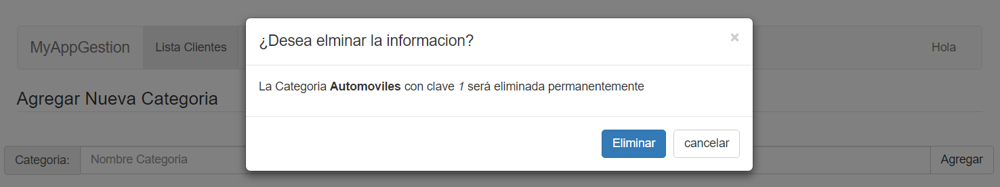 ¿Desea elminar la informacion?
×
MyAppGestion
Lista Clientes
Hola
La Categoria Automoviles con clave 1 será eliminada permanentemente
Agregar Nueva Categoria
Eliminar
cancelar
Categoria:
Nombre Categoria
Agregar